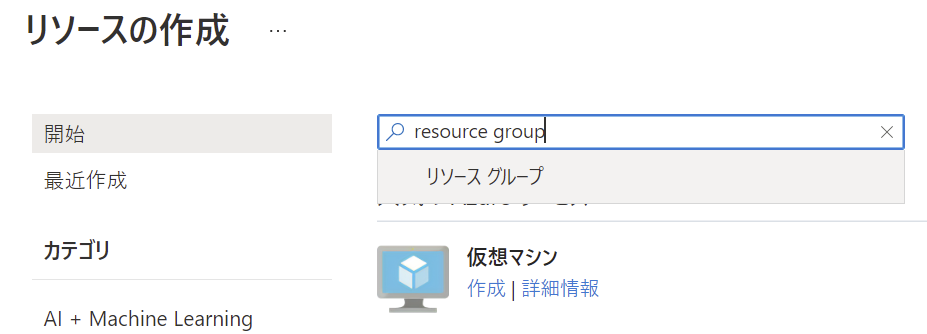 リソースの作成 …
開始
最近作成
カテゴリ
AI + Machine Learning
resource group
リソース グループ
仮想マシン
作成 | 詳細情報